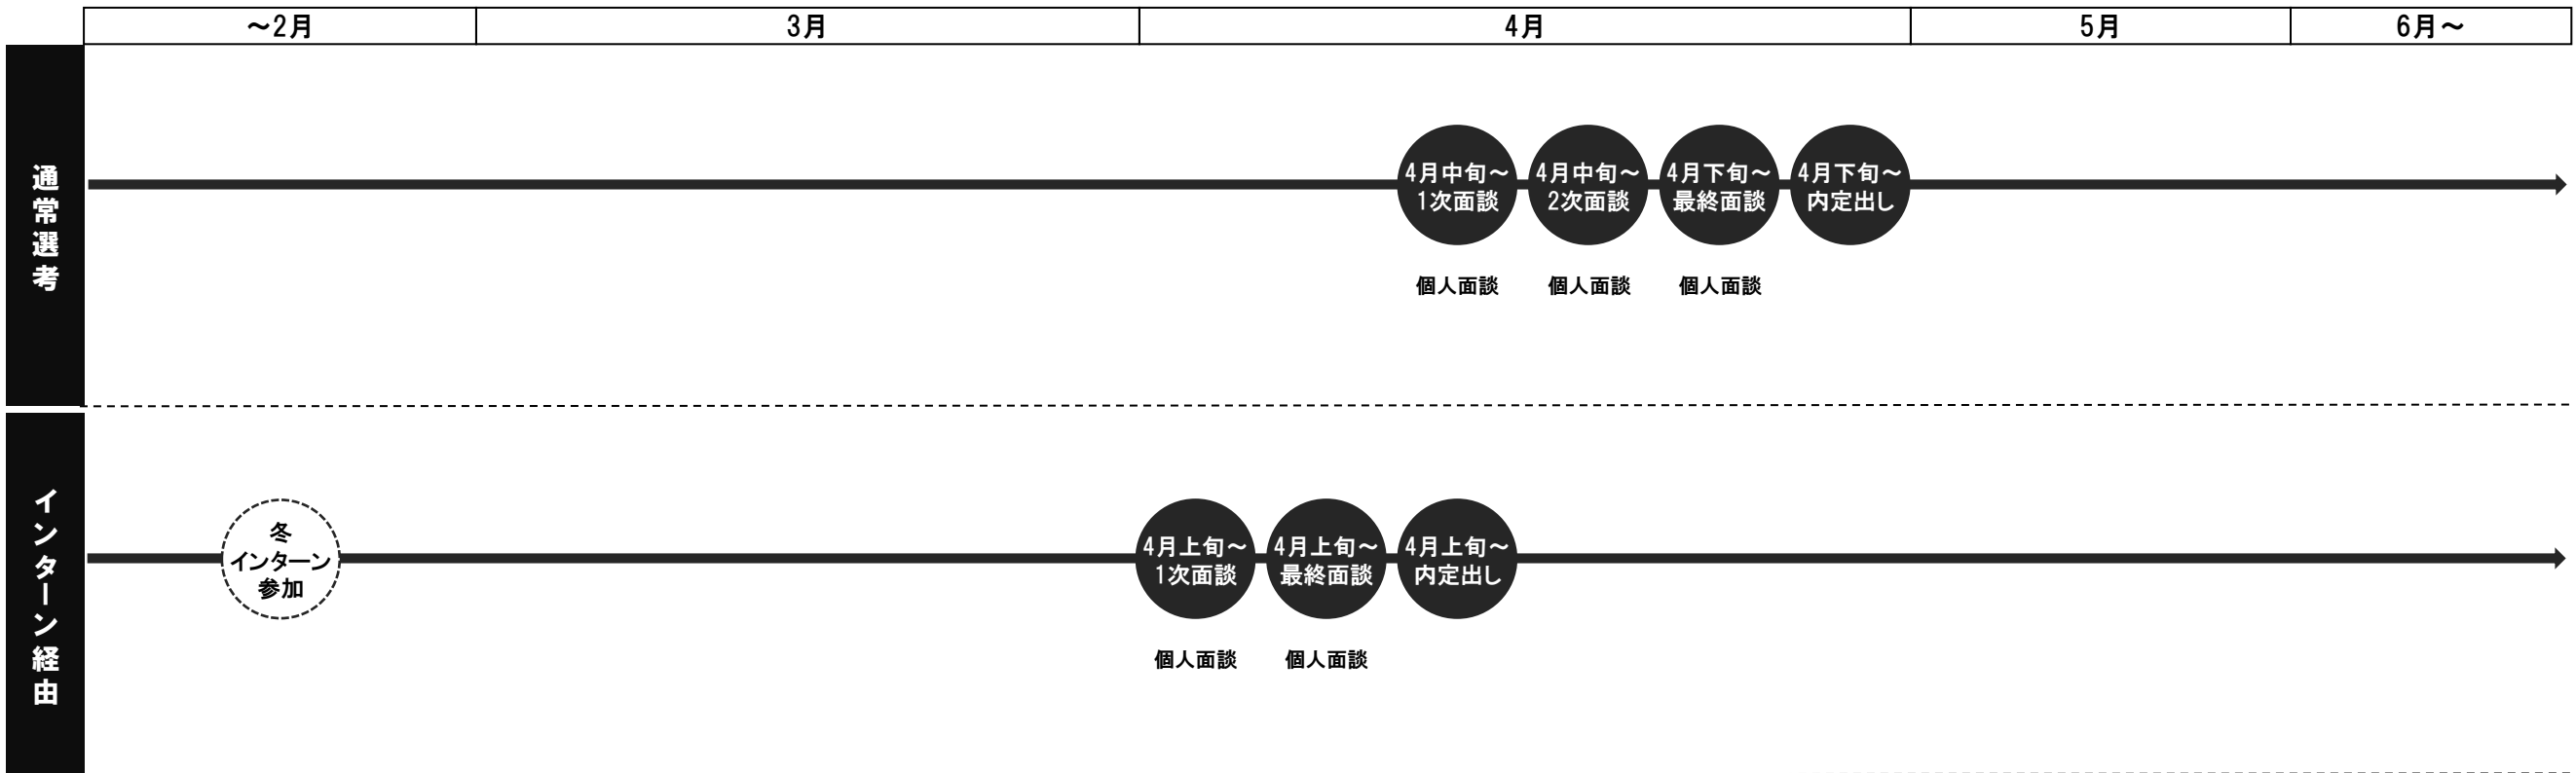 ～2月
3月
4月
5月
6月～
通常選考
4月中旬～
1次面談
4月中旬～
2次面談
4月下旬～
最終面談
4月下旬～
内定出し
個人面談
個人面談
個人面談
インターン経由
冬
インターン
参加
4月上旬～
1次面談
4月上旬～
最終面談
4月上旬～
内定出し
個人面談
個人面談